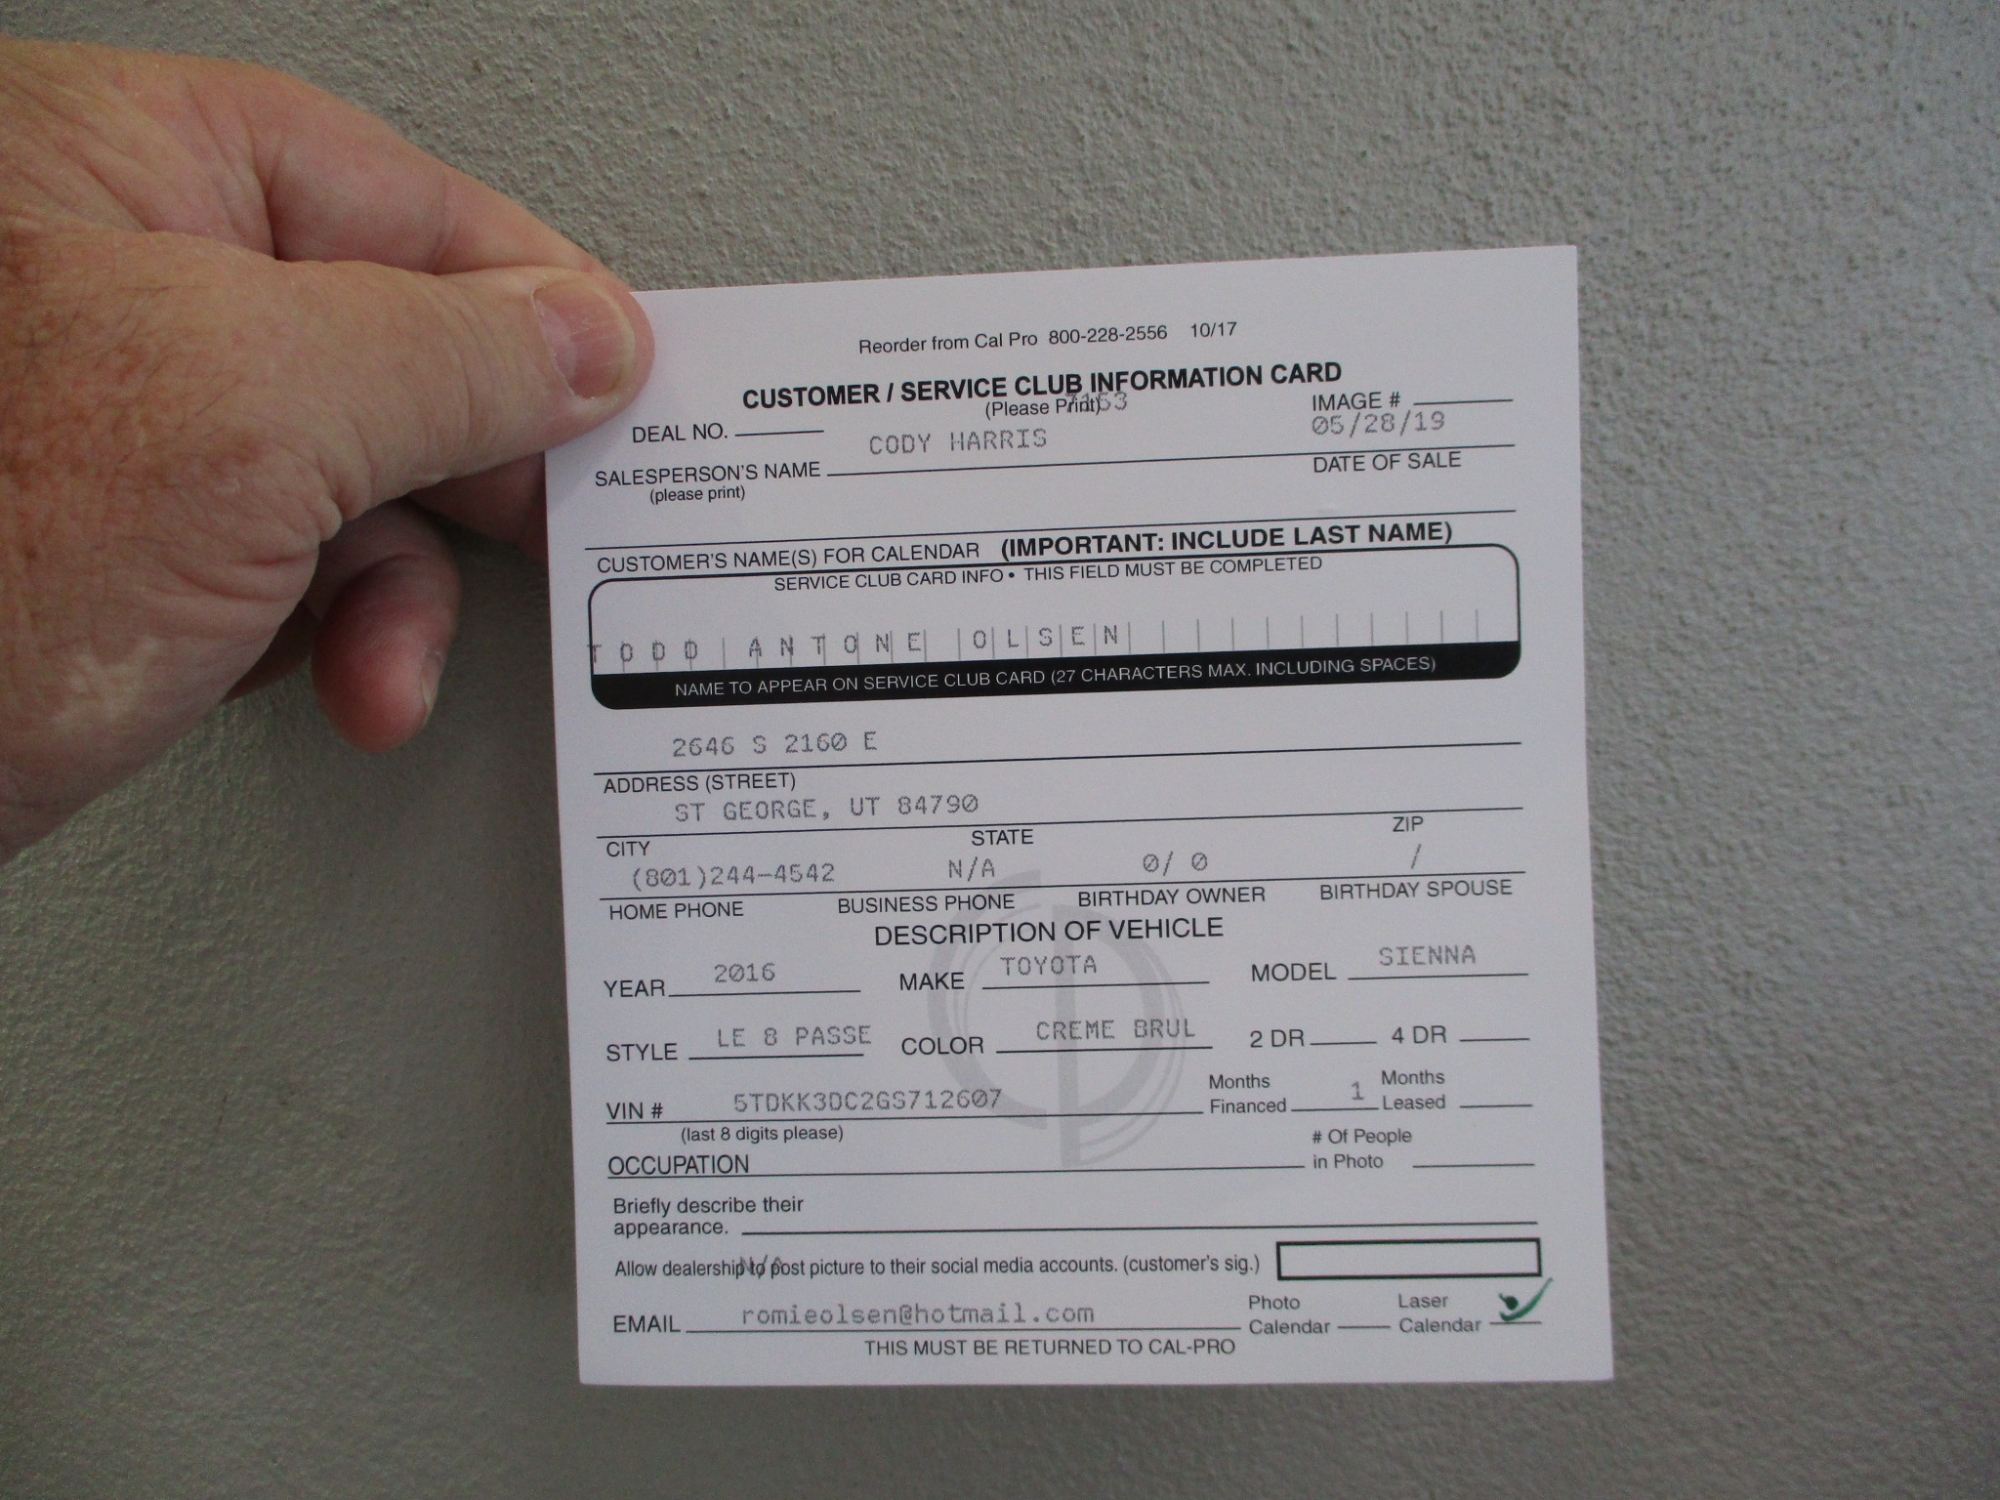 Reorder from Cal Pro 800-228-2556 10/17
CUSTOMER / SERVICE CLUB INFORMATION CARD
(Please Print)
DEAL NO. IMAGE #
CODY HARRIS 05/28/19
SALESPERSON'S NAME DATE OF SALE
(please print)
CUSTOMER'S NAME(S) FOR CALENDAR (IMPORTANT: INCLUDE LAST NAME)
SERVICE CLUB CARD INFO • THIS FIELD MUST BE COMPLETED
TODD ANTONE OLSEN
NAME TO APPEAR ON SERVICE CLUB CARD (27 CHARACTERS MAX. INCLUDING SPACES)
2646 S 2160 E
ADDRESS (STREET)
ST GEORGE, UT 84790
CITY STATE ZIP
(801)244-4542 N/A 0/ 0 /
HOME PHONE BUSINESS PHONE BIRTHDAY OWNER BIRTHDAY SPOUSE
DESCRIPTION OF VEHICLE
YEAR 2016 MAKE TOYOTA MODEL SIENNA
STYLE LE 8 PASSE COLOR CREME BRUL 2 DR 4 DR
VIN # 5TDKK3DC2GS712607 Months Financed 1 Months Leased
(last 8 digits please)
OCCUPATION # Of People in Photo
Briefly describe their
appearance.
N/A
Allow dealership to post picture to their social media accounts. (customer's sig.)
EMAIL romieolsen@hotmail.com Photo Calendar Laser Calendar
THIS MUST BE RETURNED TO CAL-PRO